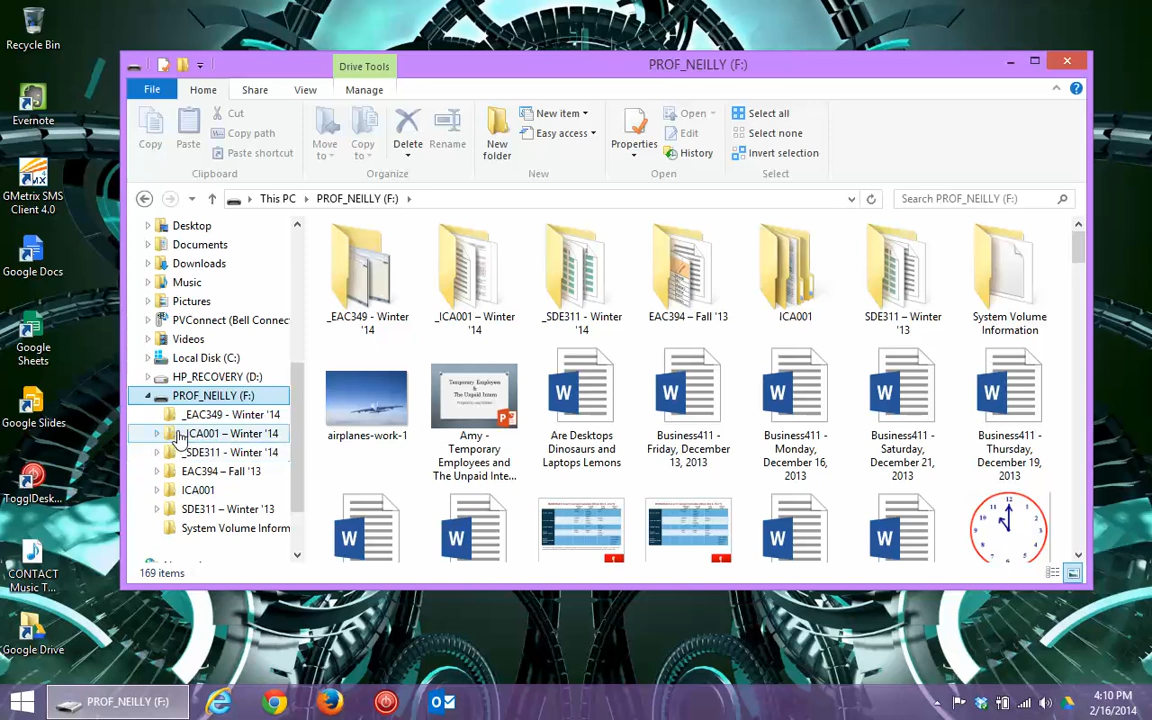 Recycle Bin
Evernote
GMetrix SMS
Client 4.0
Google Docs
Google
Sheets
Google Slides
TogglDesk...
CONTACT
Music T...
Google Drive
Drive Tools
PROF_NEILLY (F:)
File
Home
Share
View
Manage
Copy
Paste
Cut
Copy path
Paste shortcut
Clipboard
Move
to
Copy
to
Delete
Rename
Organize
New
folder
New item
Easy access
New
Properties
Open
Edit
History
Open
Select all
Select none
Invert selection
Select
This PC
PROF_NEILLY (F:)
Search PROF_NEILLY (F:)
Desktop
Documents
Downloads
Music
Pictures
PVConnect (Bell Connect
Videos
Local Disk (C:)
HP_RECOVERY (D:)
PROF_NEILLY (F:)
_EAC349 - Winter '14
_ICA001 – Winter '14
_SDE311 - Winter '14
EAC394 – Fall '13
ICA001
SDE311 – Winter '13
System Volume Inform
_EAC349 - Winter
'14
_ICA001 – Winter
'14
_SDE311 - Winter
'14
EAC394 – Fall '13
ICA001
SDE311 – Winter
'13
System Volume
Information
airplanes-work-1
Temporary
Employees &
The Unpaid Intern
Amy -
Temporary
Employees and
The Unpaid Inte...
Are Desktops
Dinosaurs and
Laptops Lemons
Business411 -
Friday, December
13, 2013
Business411 -
Monday,
December 16,
2013
Business411 -
Saturday,
December 21,
2013
Business411 -
Thursday,
December 19,
2013
169 items
PROF_NEILLY (F:)
4:10 PM
2/16/2014